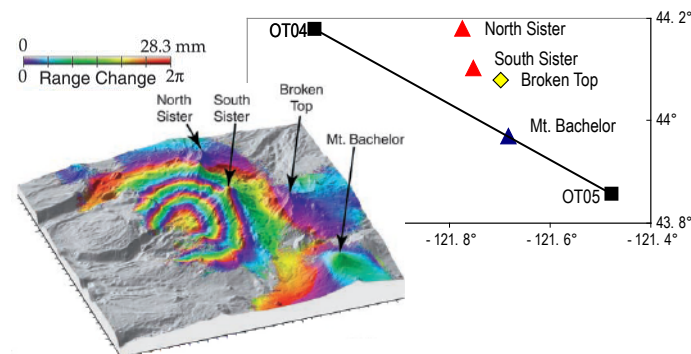 0 28.3 mm
0 Range Change 2π
North
Sister
South
Sister
Broken
Top
Mt. Bachelor
OT04
North Sister
South Sister
Broken Top
Mt. Bachelor
OT05
44.2°
44°
43.8°
- 121.8° - 121.6° - 121.4°